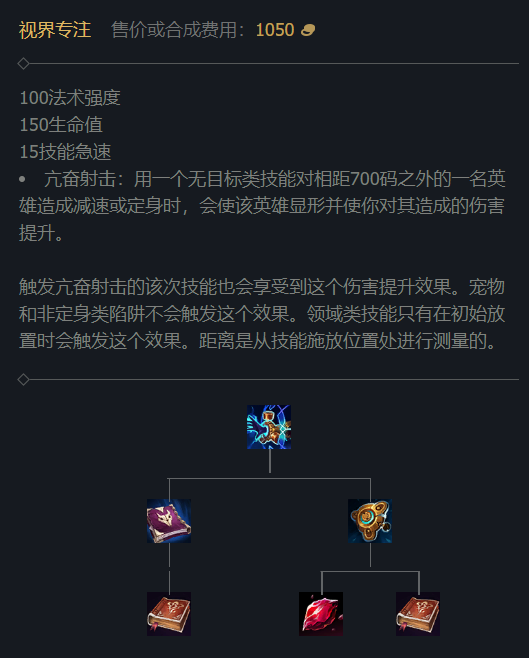 视界专注 售价或合成费用：1050
100法术强度
150生命值
15技能急速
• 亢奋射击：用一个无目标类技能对相距700码之外的一名英
雄造成减速或定身时，会使该英雄显形并使你对其造成的伤害
提升。
触发亢奋射击的该次技能也会享受到这个伤害提升效果。宠物
和非定身类陷阱不会触发这个效果。领域类技能只有在初始放
置时会触发这个效果。距离是从技能施放位置处进行测量的。